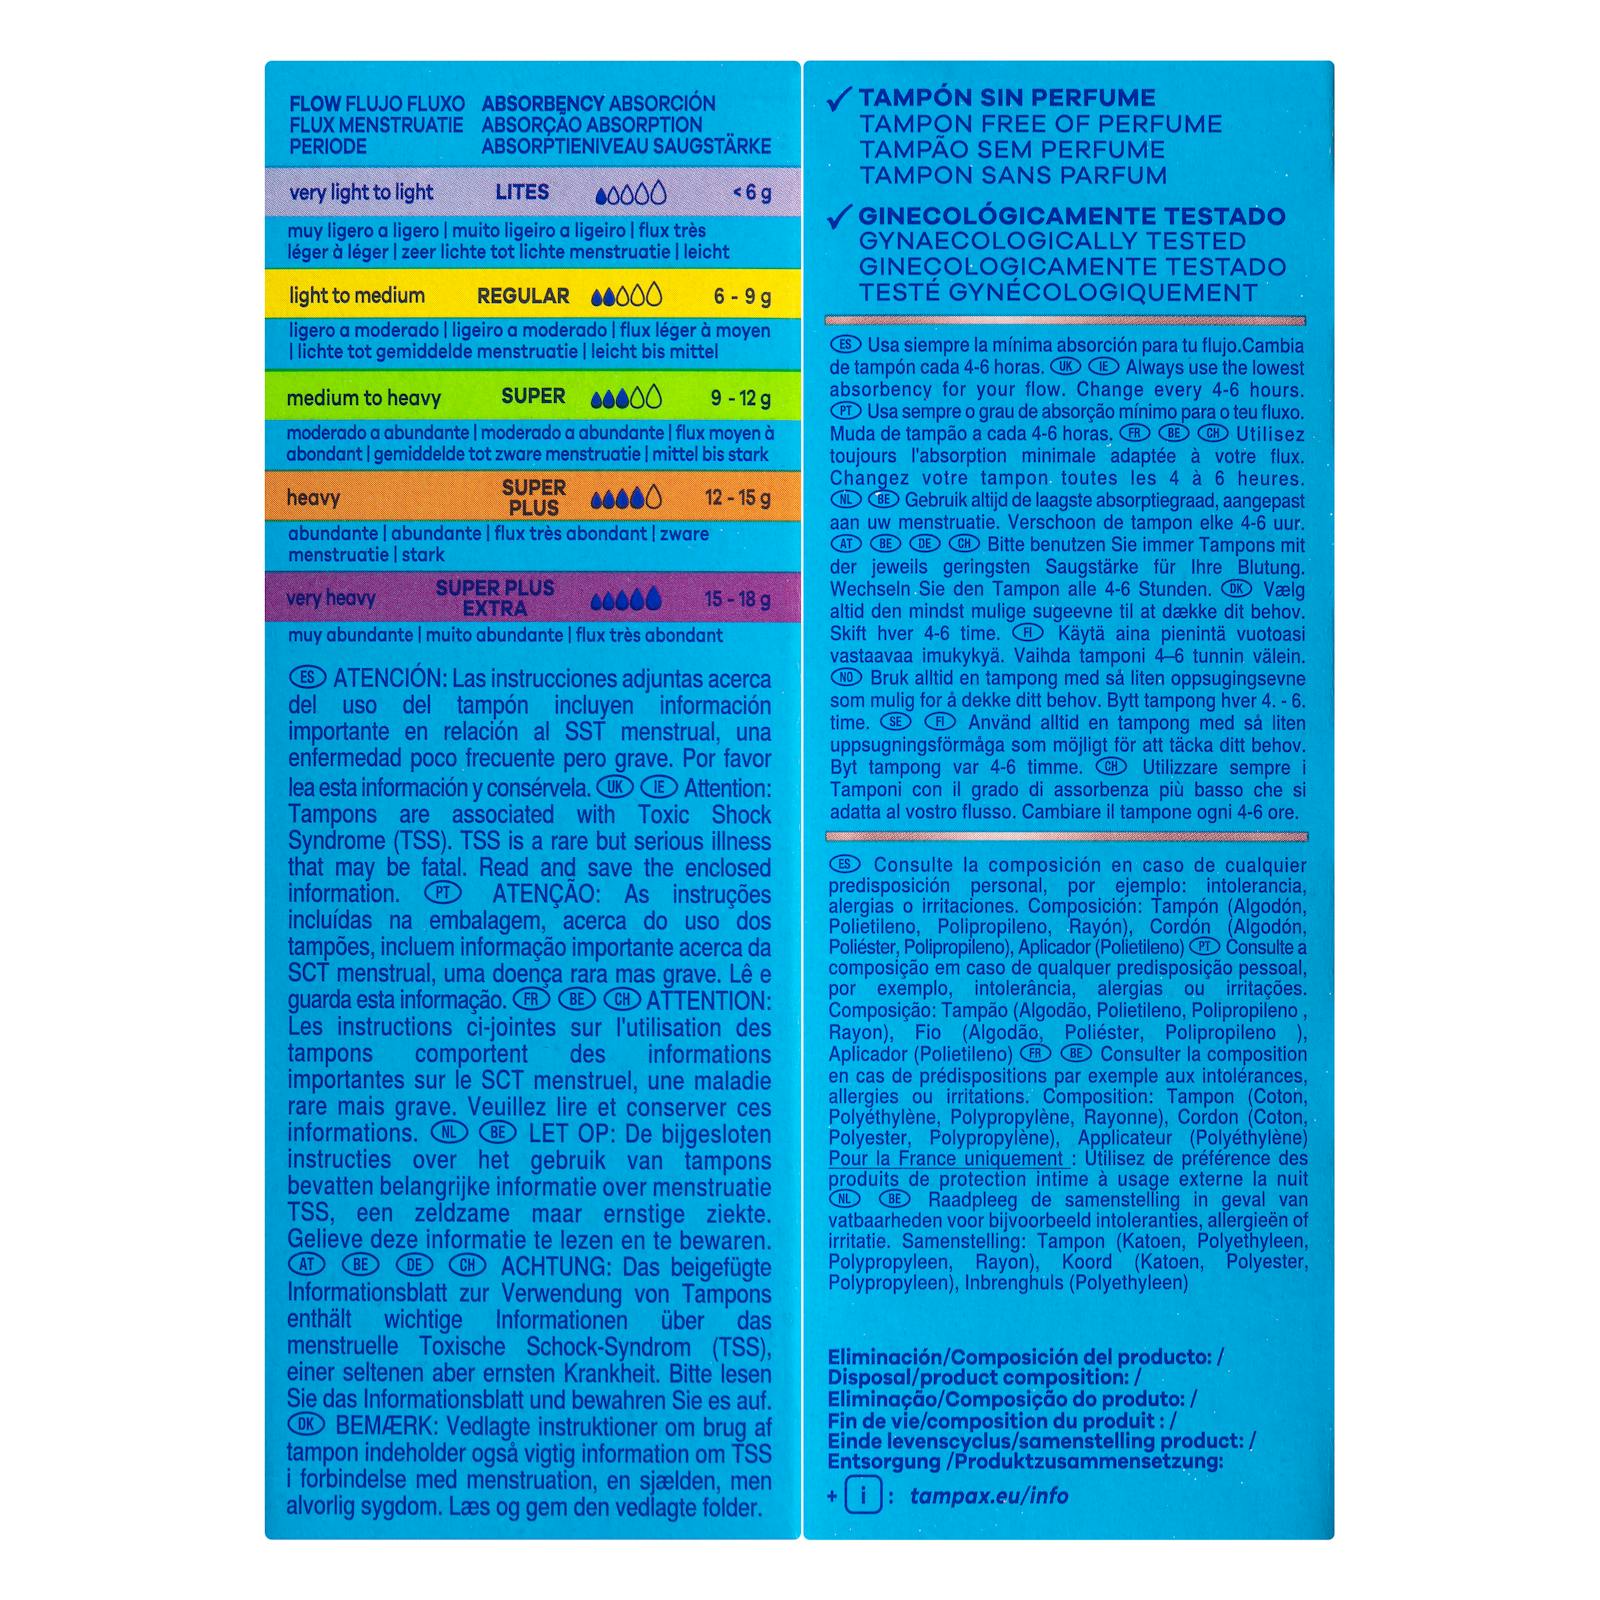 FLOW FLUJO FLUXO
FLUX MENSTRUATIE
PERIODE
ABSORBENCY ABSORCIÓN
ABSORÇÃO ABSORPTION
ABSORPTIENIVEAU SAUGSTÄRKE
very light to light LITES < 6 g
muy ligero a ligero | muito ligeiro a ligeiro | flux très
léger à léger | zeer lichte tot lichte menstruatie | leicht
light to medium REGULAR 6 - 9 g
ligero a moderado | ligeiro a moderado | flux léger à moyen
| lichte tot gemiddelde menstruatie | leicht bis mittel
medium to heavy SUPER 9 - 12 g
moderado a abundante | moderado a abundante | flux moyen à
abondant | gemiddelde tot zware menstruatie | mittel bis stark
heavy SUPER PLUS 12 - 15 g
abundante | abundante | flux très abondant | zware
menstruatie | stark
very heavy SUPER PLUS EXTRA 15 - 18 g
muy abundante | muito abundante | flux très abondant
ES ATENCIÓN: Las instrucciones adjuntas acerca
del uso del tampón incluyen información
importante en relación al SST menstrual, una
enfermedad poco frecuente pero grave. Por favor
lea esta información y consérvela. UK IE Attention:
Tampons are associated with Toxic Shock
Syndrome (TSS). TSS is a rare but serious illness
that may be fatal. Read and save the enclosed
information. PT ATENÇÃO: As instruções
incluídas na embalagem, acerca do uso dos
tampões, incluem informação importante acerca da
SCT menstrual, uma doença rara mas grave. Lê e
guarda esta informação. FR BE CH ATTENTION:
Les instructions ci-jointes sur l'utilisation des
tampons comportent des informations
importantes sur le SCT menstruel, une maladie
rare mais grave. Veuillez lire et conserver ces
informations. NL BE LET OP: De bijgesloten
instructies over het gebruik van tampons
bevatten belangrijke informatie over menstruatie
TSS, een zeldzame maar ernstige ziekte.
Gelieve deze informatie te lezen en te bewaren.
AT BE DE CH ACHTUNG: Das beigefügte
Informationsblatt zur Verwendung von Tampons
enthält wichtige Informationen über das
menstruelle Toxische Schock-Syndrom (TSS),
einer seltenen aber ernsten Krankheit. Bitte lesen
Sie das Informationsblatt und bewahren Sie es auf.
DK BEMÆRK: Vedlagte instruktioner om brug af
tampon indeholder også vigtig information om TSS
i forbindelse med menstruation, en sjælden, men
alvorlig sygdom. Læs og gem den vedlagte folder.
✓ TAMPÓN SIN PERFUME
TAMPON FREE OF PERFUME
TAMPÃO SEM PERFUME
TAMPON SANS PARFUM
✓ GINECOLÓGICAMENTE TESTADO
GYNAECOLOGICALLY TESTED
GINECOLOGICAMENTE TESTADO
TESTÉ GYNÉCOLOGIQUEMENT
ES Usa siempre la mínima absorción para tu flujo.Cambia
de tampón cada 4-6 horas. UK IE Always use the lowest
absorbency for your flow. Change every 4-6 hours.
PT Usa sempre o grau de absorção mínimo para o teu fluxo.
Muda de tampão a cada 4-6 horas. FR BE CH Utilisez
toujours l'absorption minimale adaptée à votre flux.
Changez votre tampon toutes les 4 à 6 heures.
NL BE Gebruik altijd de laagste absorptiegraad, aangepast
aan uw menstruatie. Verschoon de tampon elke 4-6 uur.
AT BE DE CH Bitte benutzen Sie immer Tampons mit
der jeweils geringsten Saugstärke für Ihre Blutung.
Wechseln Sie den Tampon alle 4-6 Stunden. DK Vælg
altid den mindst mulige sugeevne til at dække dit behov.
Skift hver 4-6 time. FI Käytä aina pienintä vuotoasi
vastaavaa imukykyä. Vaihda tamponi 4–6 tunnin välein.
NO Bruk alltid en tampong med så liten oppsugingsevne
som mulig for å dekke ditt behov. Bytt tampong hver 4. - 6.
time. SE FI Använd alltid en tampong med så liten
uppsugningsförmåga som möjligt för att täcka ditt behov.
Byt tampong var 4-6 timme. CH Utilizzare sempre i
Tamponi con il grado di assorbenza più basso che si
adatta al vostro flusso. Cambiare il tampone ogni 4-6 ore.
ES Consulte la composición en caso de cualquier
predisposición personal, por ejemplo: intolerancia,
alergias o irritaciones. Composición: Tampón (Algodón,
Polietileno, Polipropileno, Rayón), Cordón (Algodón,
Poliéster, Polipropileno), Aplicador (Polietileno) PT Consulte a
composição em caso de qualquer predisposição pessoal,
por exemplo, intolerância, alergias ou irritações.
Composição: Tampão (Algodão, Polietileno, Polipropileno ,
Rayon), Fio (Algodão, Poliéster, Polipropileno ),
Aplicador (Polietileno) FR BE Consulter la composition
en cas de prédispositions par exemple aux intolérances,
allergies ou irritations. Composition: Tampon (Coton,
Polyéthylène, Polypropylène, Rayonne), Cordon (Coton,
Polyester, Polypropylène), Applicateur (Polyéthylène)
Pour la France uniquement : Utilisez de préférence des
produits de protection intime à usage externe la nuit
NL BE Raadpleeg de samenstelling in geval van
vatbaarheden voor bijvoorbeeld intoleranties, allergieën of
irritatie. Samenstelling: Tampon (Katoen, Polyethyleen,
Polypropyleen, Rayon), Koord (Katoen, Polyester,
Polypropyleen), Inbrenghuls (Polyethyleen)
Eliminación/Composición del producto: /
Disposal/product composition: /
Eliminação/Composição do produto: /
Fin de vie/composition du produit : /
Einde levenscyclus/samenstelling product: /
Entsorgung /Produktzusammensetzung:
+ i : tampax.eu/info